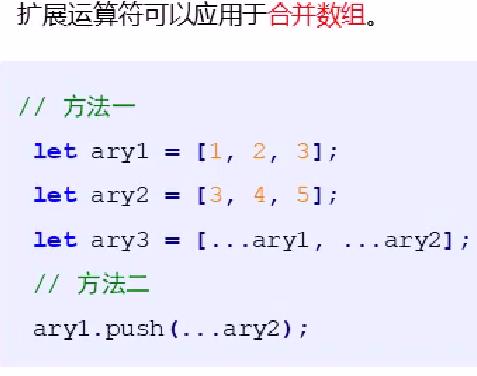 扩展运算符可以应用于合并数组。
// 方法一
let ary1 = [1, 2, 3];
let ary2 = [3, 4, 5];
let ary3 = [...ary1, ...ary2];
// 方法二
ary1.push(...ary2);